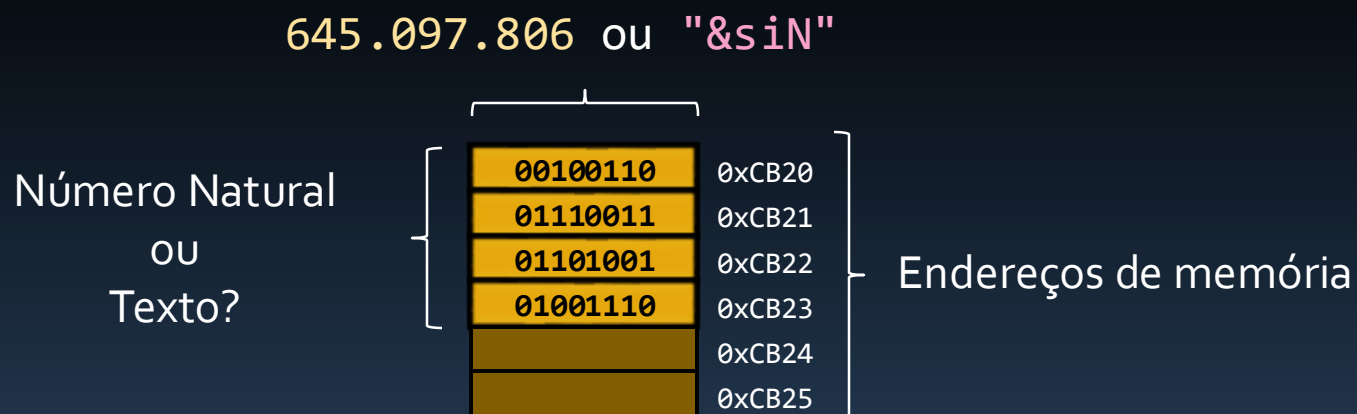 645.097.806 ou "&siN"
Número Natural
ou
Texto?
00100110 0xCB20
01110011 0xCB21
01101001 0xCB22
01001110 0xCB23
0xCB24
0xCB25
Endereços de memória